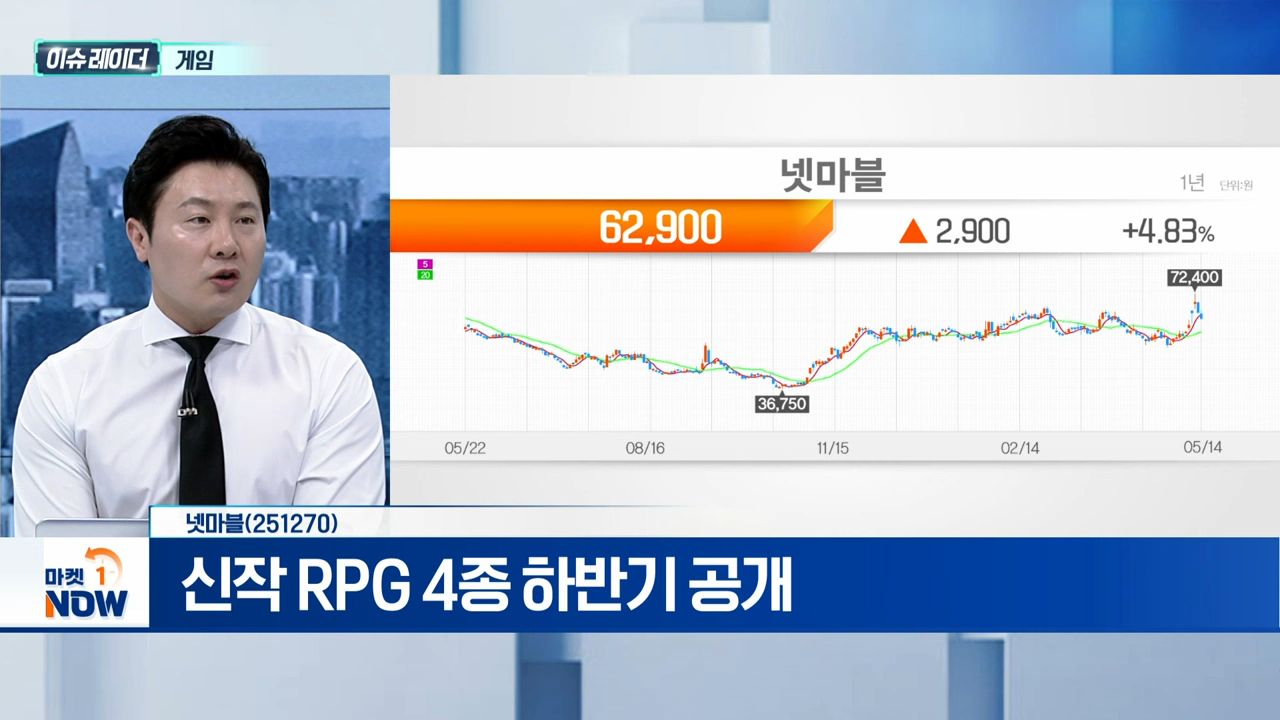 이슈레이더 게임
넷마블
1년 단위:원
62,900 ▲ 2,900 +4.83%
5
20
72,400
36,750
05/22 08/16 11/15 02/14 05/14
넷마블(251270)
마켓 1
NOW
신작 RPG 4종 하반기 공개